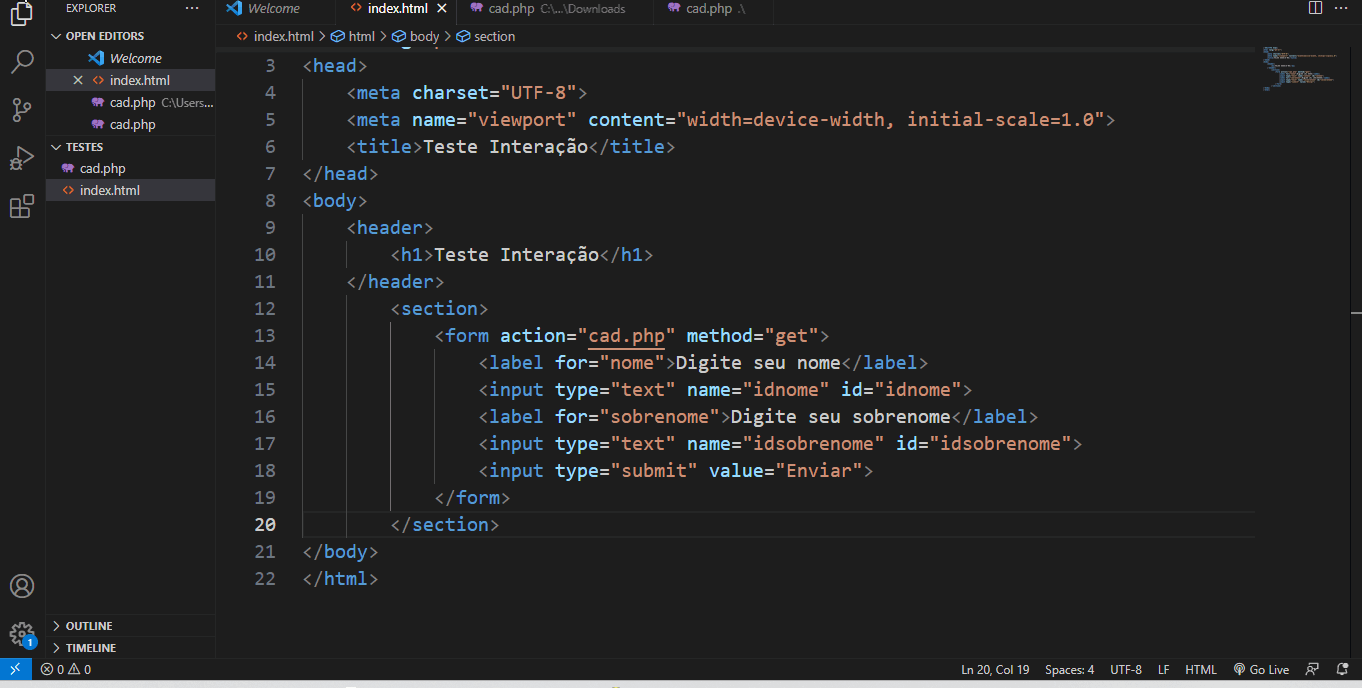 EXPLORER ...
OPEN EDITORS
Welcome
index.html
cad.php C:\Users...
cad.php
TESTES
cad.php
index.html
OUTLINE
TIMELINE
Welcome index.html cad.php C:\...\Downloads cad.php .\
index.html > html > body > section
3 <head>
4 <meta charset="UTF-8">
5 <meta name="viewport" content="width=device-width, initial-scale=1.0">
6 <title>Teste Interação</title>
7 </head>
8 <body>
9 <header>
10 <h1>Teste Interação</h1>
11 </header>
12 <section>
13 <form action="cad.php" method="get">
14 <label for="nome">Digite seu nome</label>
15 <input type="text" name="idnome" id="idnome">
16 <label for="sobrenome">Digite seu sobrenome</label>
17 <input type="text" name="idsobrenome" id="idsobrenome">
18 <input type="submit" value="Enviar">
19 </form>
20 </section>
21 </body>
22 </html>
1
0 0 Ln 20, Col 19 Spaces: 4 UTF-8 LF HTML Go Live